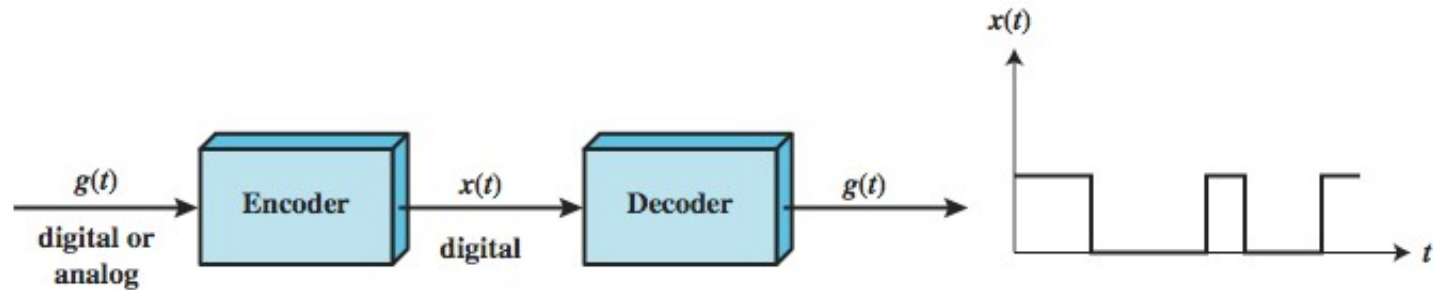 x(t)
g(t)
digital or
analog
Encoder
x(t)
digital
Decoder
g(t)
t